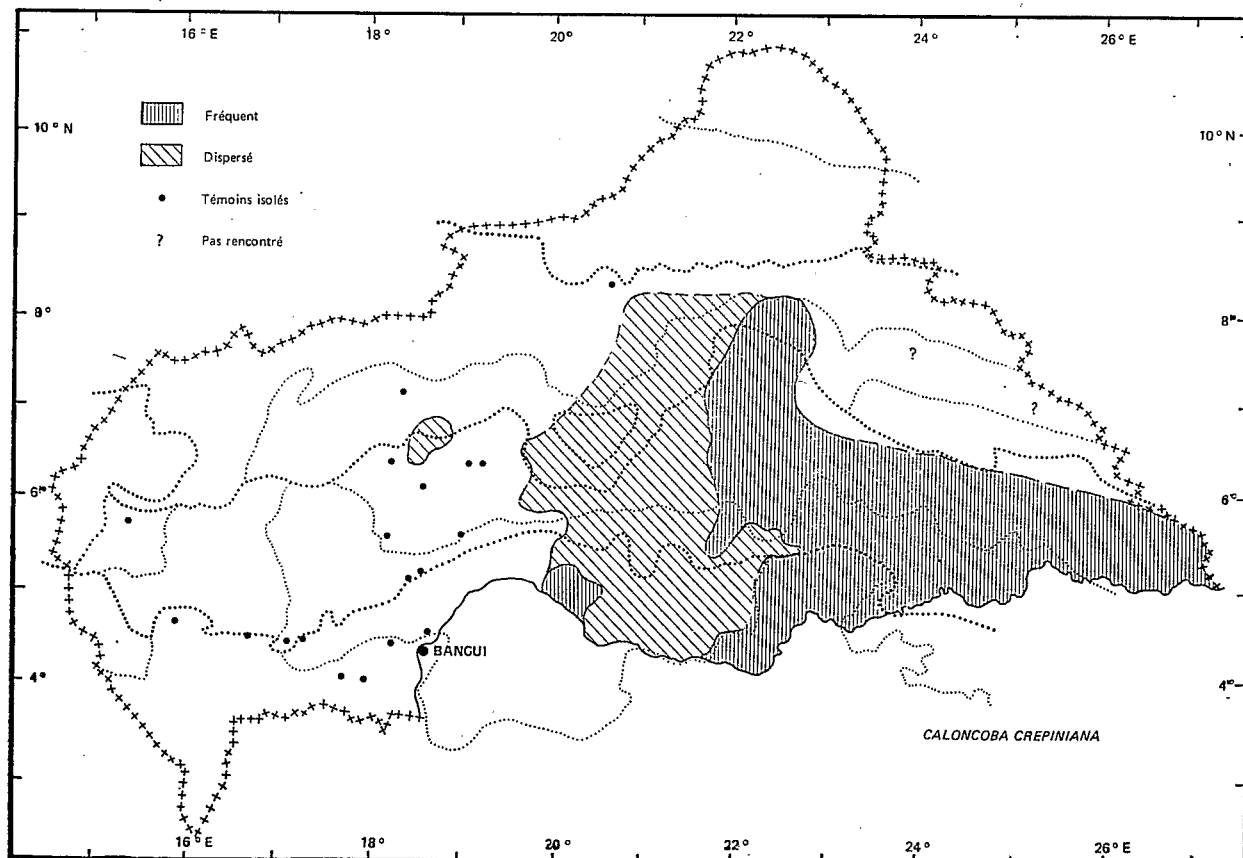 16° E
18°
20°
22°
24°
26° E
Fréquent
10° N
10° N
Dispersé
• Témoins isolés
? Pas rencontré
8°
8°
?
?
6°
6°
BANGUI
4°
4°
CALONCOBA CREPINIANA
16° E
18°
20°
22°
24°
26° E